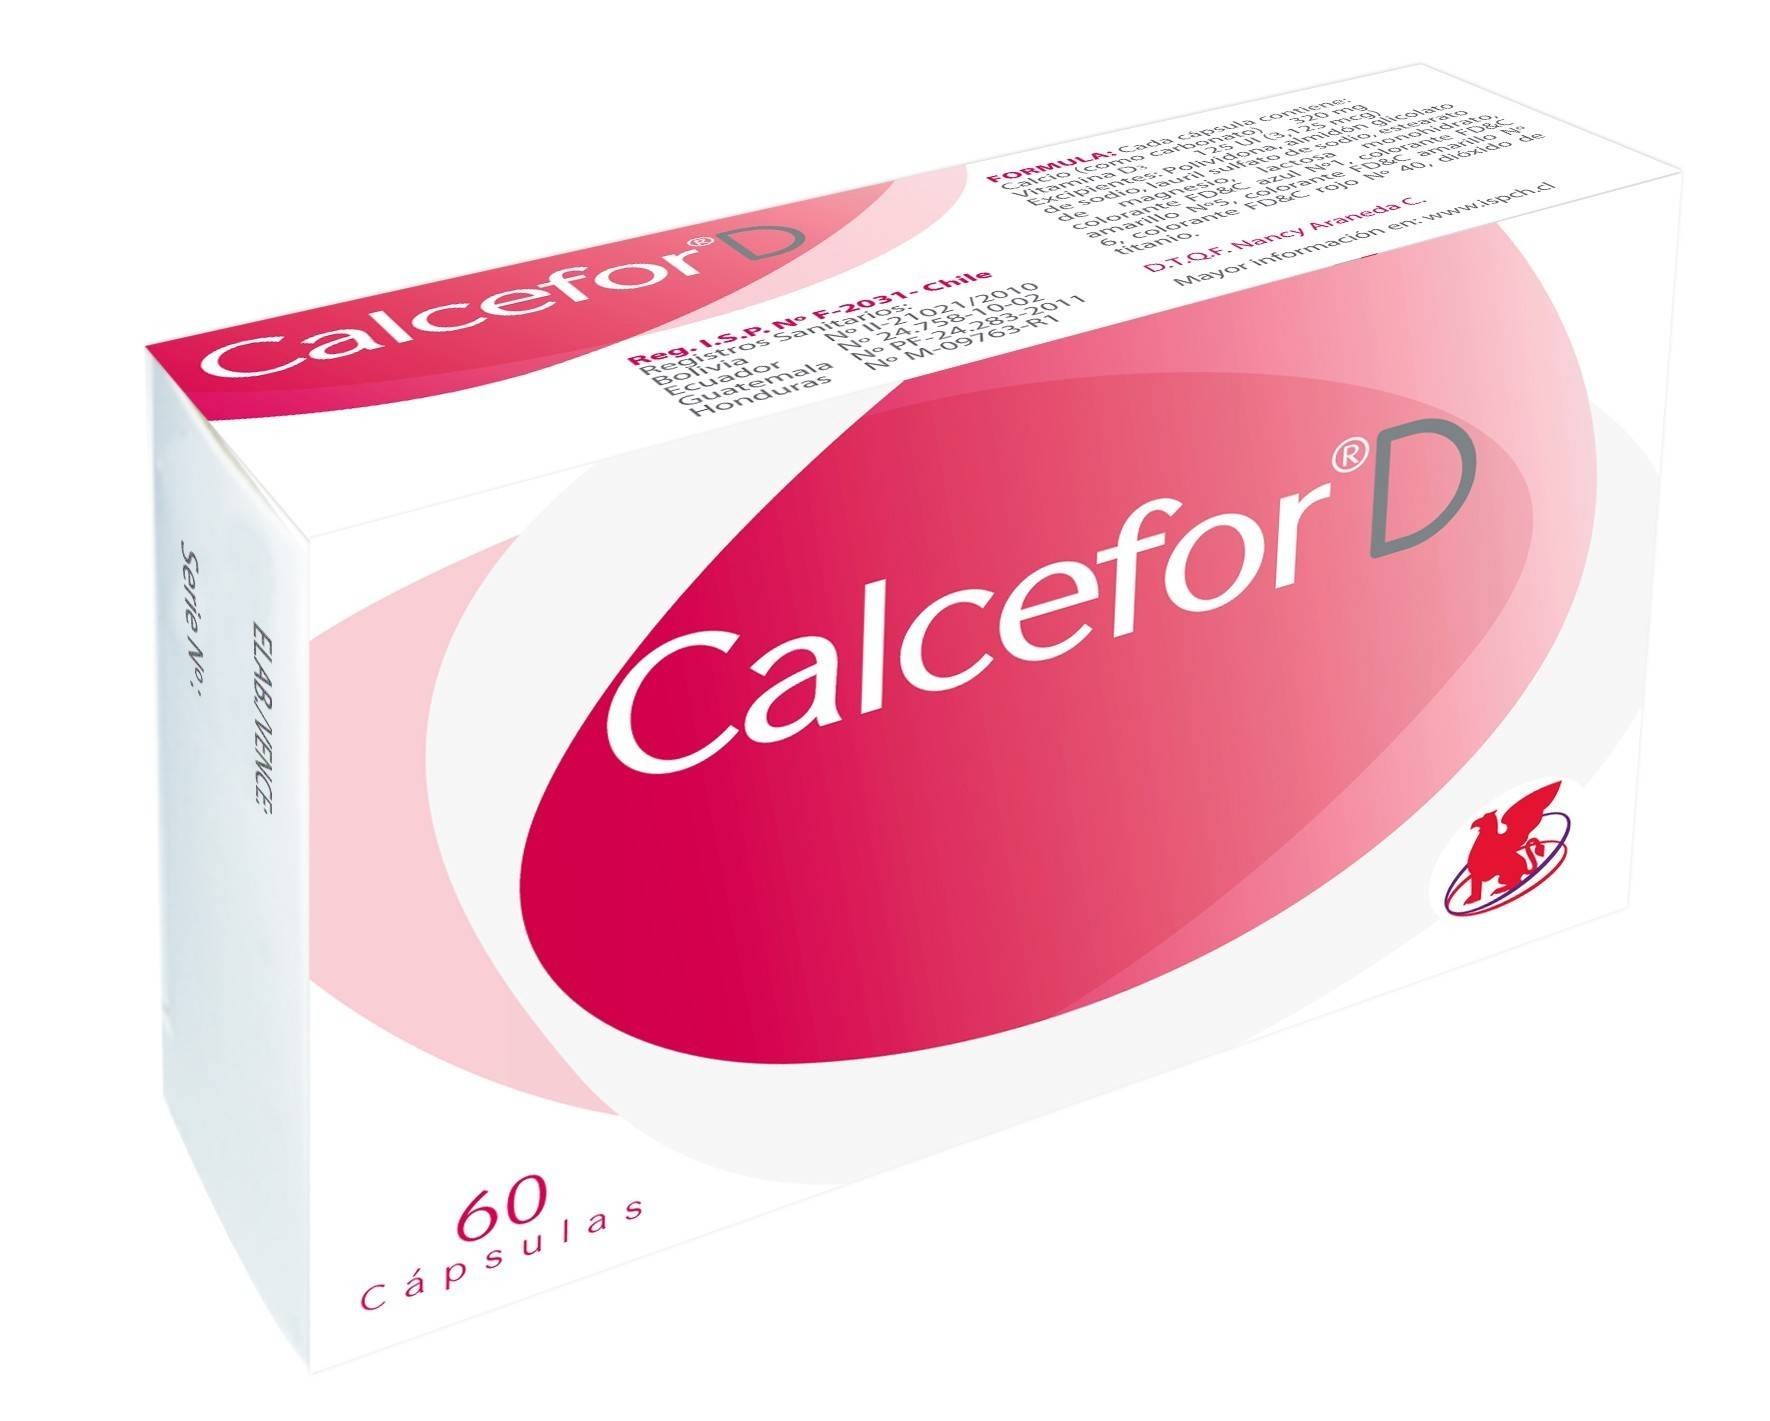 Calcefor® D
Reg. I.S.P. Nº F-2031- Chile
Registros Sanitarios:
Bolivia Nº II-21021/2010
Ecuador Nº 24.758-10-02
Guatemala Nº PF-24.283-2011
Honduras Nº M-09763-R1
FORMULA: Cada cápsula contiene:
Calcio (como carbonato) 320 mg
Vitamina D3 125 UI (3,125 mcg)
Excipientes: Polividona, almidón glicolato
de sodio, lauril sulfato de sodio, estearato
de magnesio, lactosa monohidrato,
colorante FD&C azul Nº1, colorante FD&C
amarillo Nº5, colorante FD&C amarillo Nº
6, colorante FD&C rojo Nº 40, dióxido de
titanio.
D.T.Q.F. Nancy Araneda C.
Mayor información en: www.ispch.cl
Serie Nº:
ELAB./VENCE:
Calcefor® D
60
Cápsulas